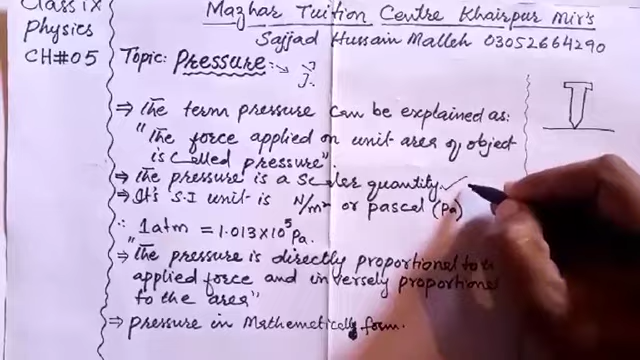 Class IX
Physics
CH#05
Mazhar Tuition Centre Khairpur Mir's
Sajjad Hussain Malleh 03052664290
Topic: Pressure:
⇒ The term pressure can be explained as:
"The force applied on unit area of object
is called pressure".
⇒ The pressure is a Scaler quantity.
⇒ It's S.I unit is N/m² or pascel (Pa)
∴ 1 atm = 1.013×10⁵ Pa.
⇒ "The pressure is directly proportional to
applied force and inversely proportional
to the area"
⇒ pressure in Mathematically form.